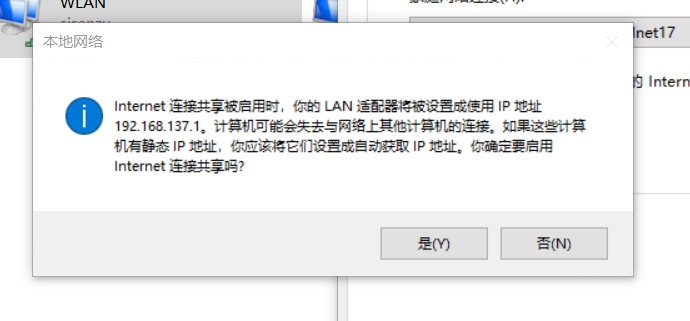 WLAN
本地网络
lnet17
Internet 连接共享被启用时，你的 LAN 适配器将被设置成使用 IP 地址
192.168.137.1。计算机可能会失去与网络上其他计算机的连接。如果这些计算
机有静态 IP 地址，你应该将它们设置成自动获取 IP 地址。你确定要启用
Internet 连接共享吗?
的 Intern
是(Y)
否(N)